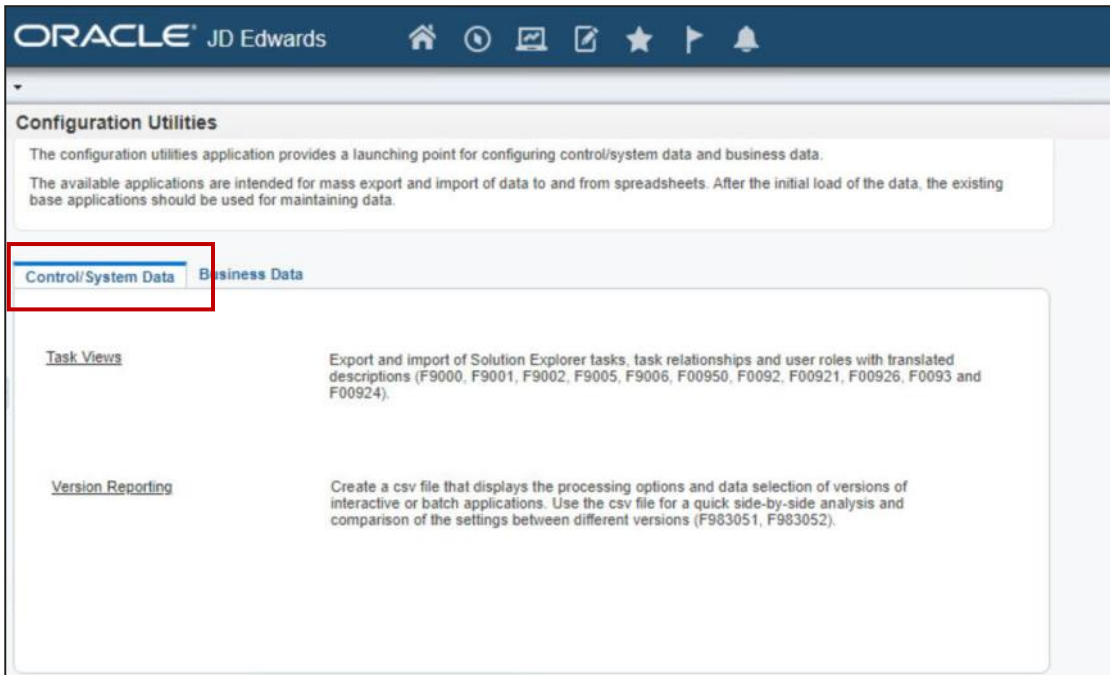 ORACLE JD Edwards
Configuration Utilities
The configuration utilities application provides a launching point for configuring control/system data and business data.
The available applications are intended for mass export and import of data to and from spreadsheets. After the initial load of the data, the existing
base applications should be used for maintaining data.
Control/System Data Business Data
Task Views
Export and import of Solution Explorer tasks, task relationships and user roles with translated
descriptions (F9000, F9001, F9002, F9005, F9006, F00950, F0092, F00921, F00926, F0093 and
F00924).
Version Reporting
Create a csv file that displays the processing options and data selection of versions of
interactive or batch applications. Use the csv file for a quick side-by-side analysis and
comparison of the settings between different versions (F983051, F983052).